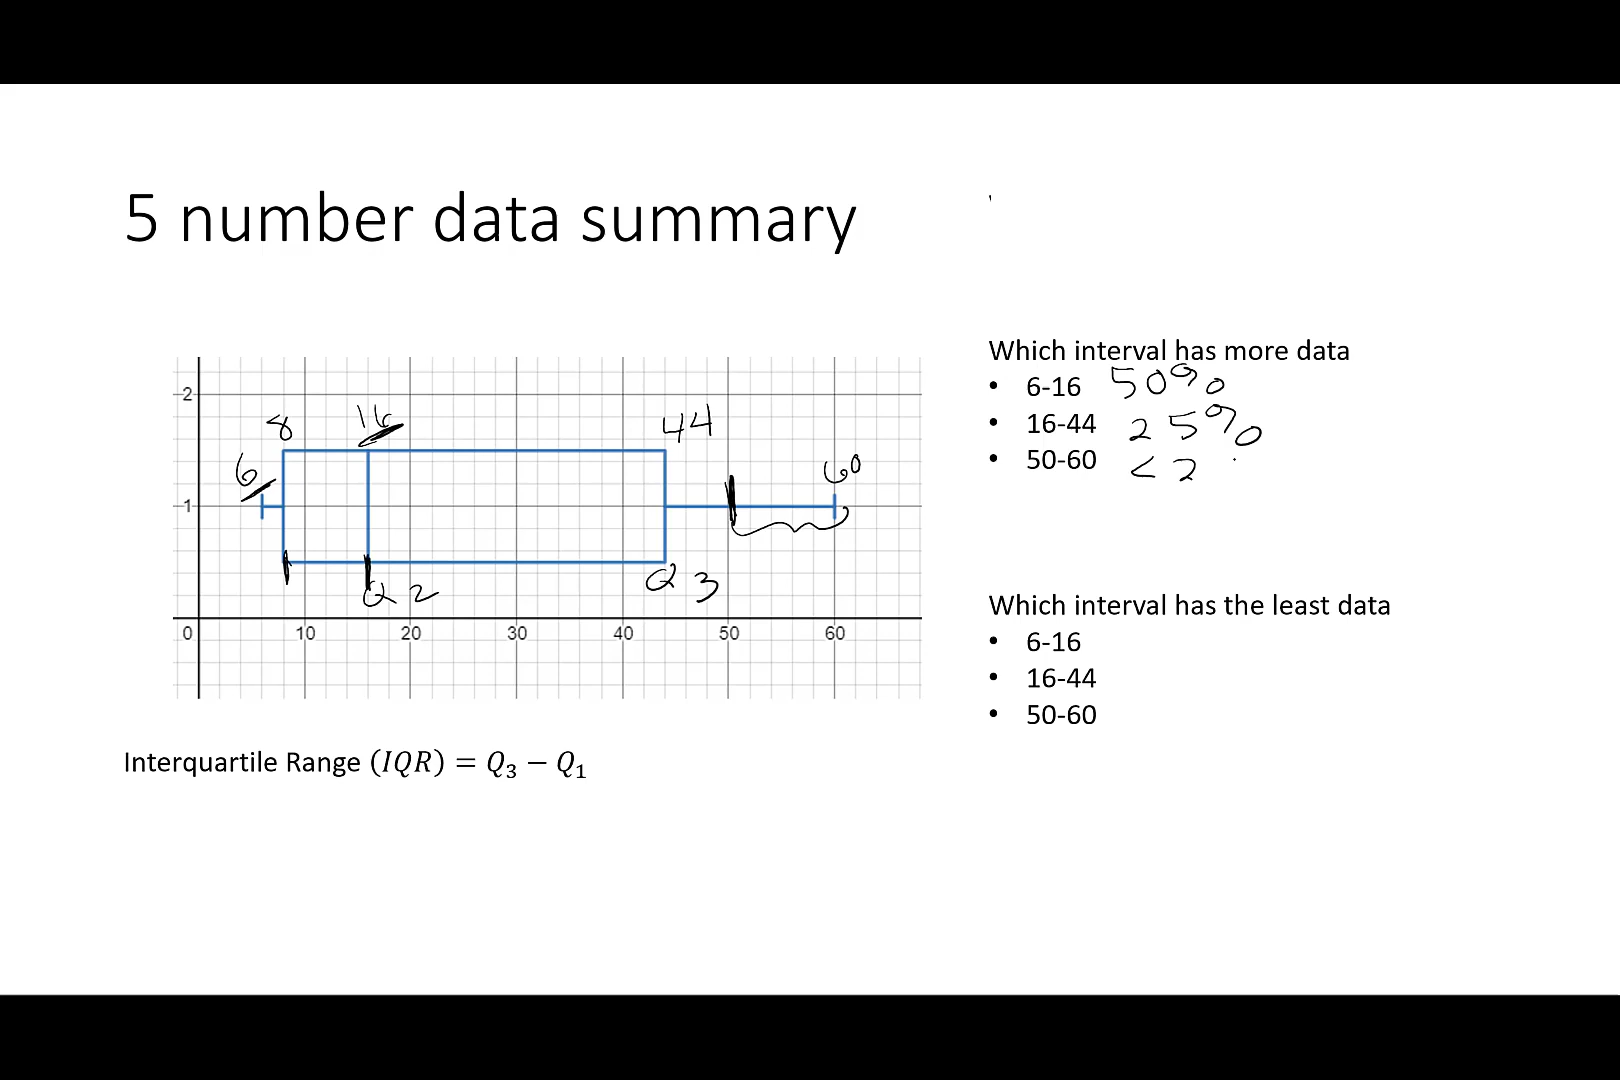 5 number data summary
Which interval has more data
• 6-16 50%
• 16-44 25%
• 50-60 < 2
2
8
16
44
6
60
1
Q 2
Q 3
0 10 20 30 40 50 60
Which interval has the least data
• 6-16
• 16-44
• 50-60
Interquartile Range (IQR) = Q₃ − Q₁